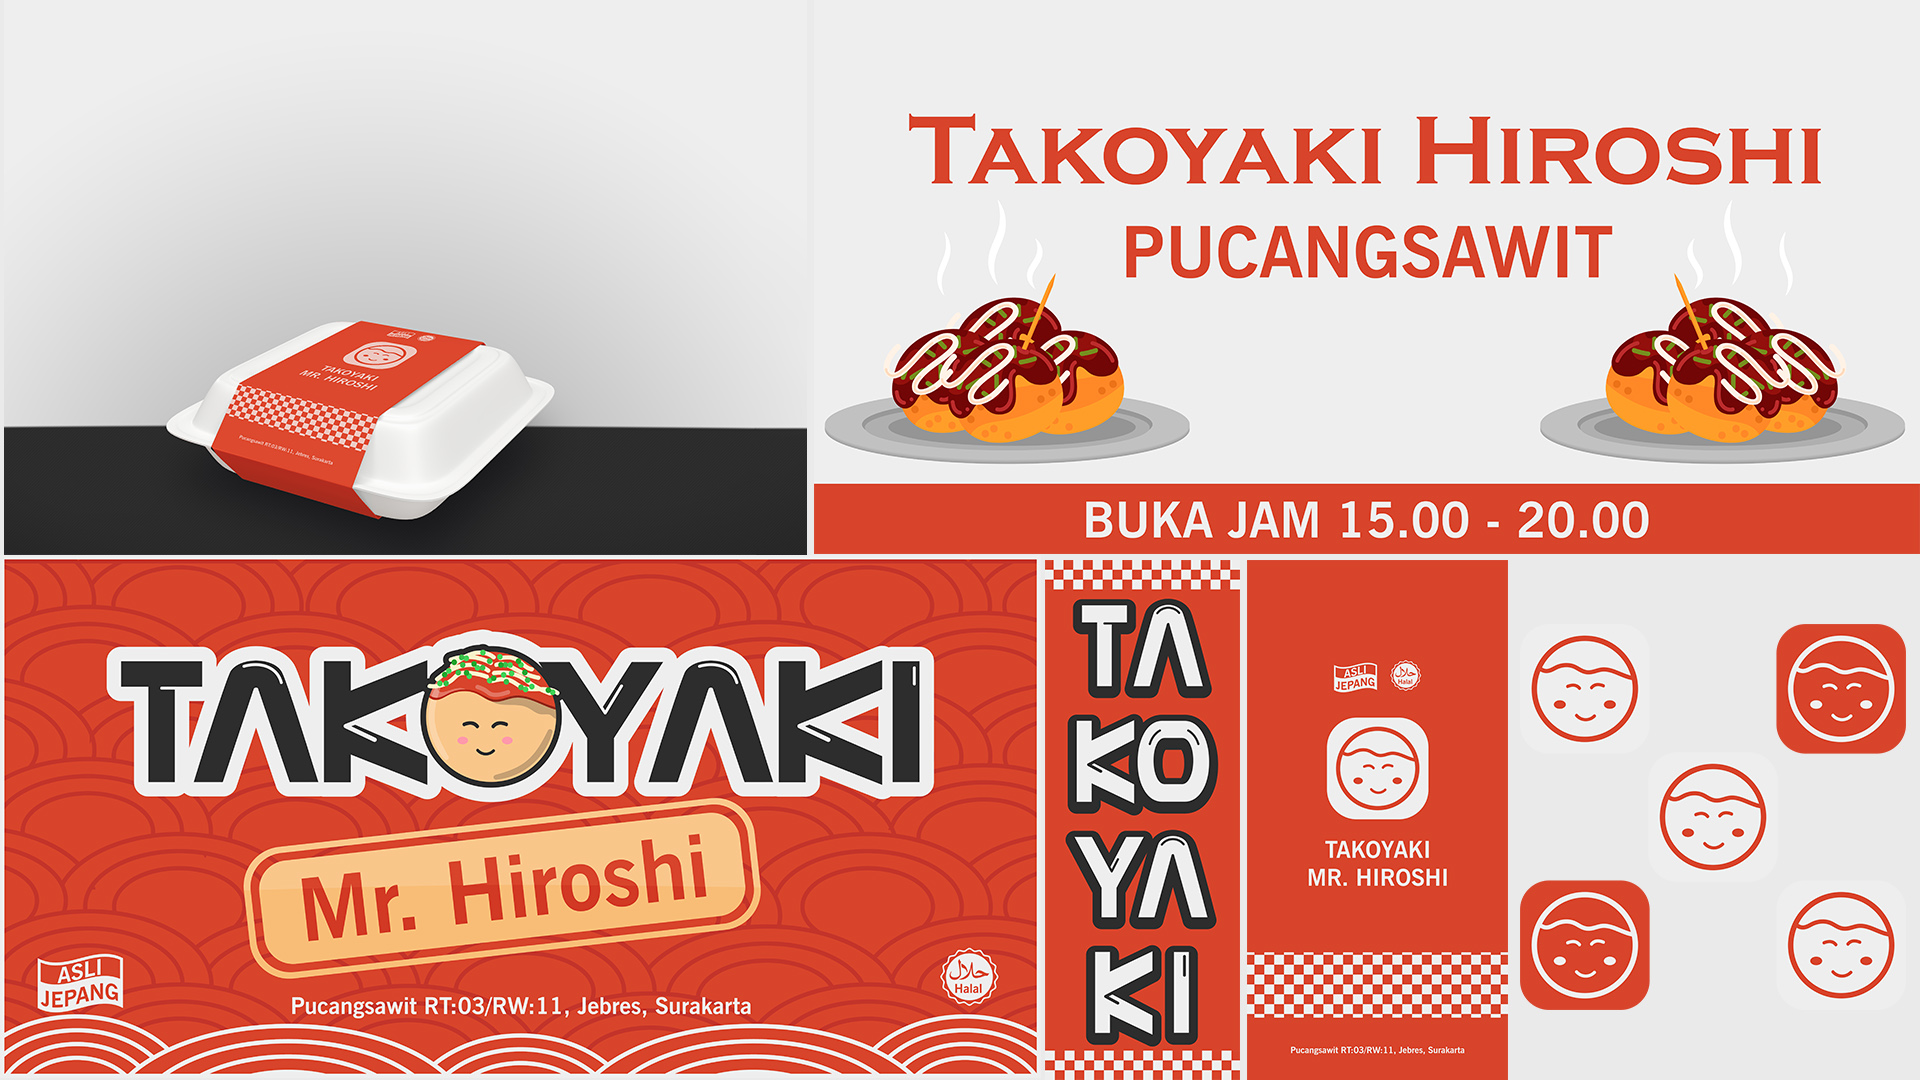 TAKOYAKI
MR. HIROSHI
Pucangsawit RT:03/RW:11, Jebres, Surakarta
TAKOYAKI HIROSHI
PUCANGSAWIT
BUKA JAM 15.00 - 20.00
TAKOYAKI
Mr. Hiroshi
ASLI
JEPANG
حلال
Halal
Pucangsawit RT:03/RW:11, Jebres, Surakarta
TA
KO
YA
KI
ASLI
JEPANG
حلال
Halal
TAKOYAKI
MR. HIROSHI
Pucangsawit RT:03/RW:11, Jebres, Surakarta